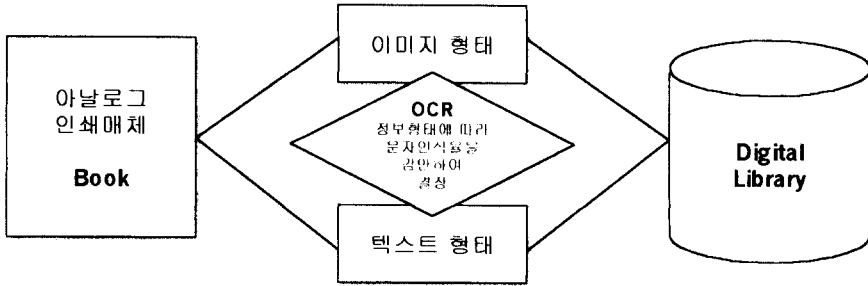 아날로그
인쇄매체
Book
이미지 형태
OCR
정보형태에 따라
문자인식율을
감안하여
결정
텍스트 형태
Digital
Library